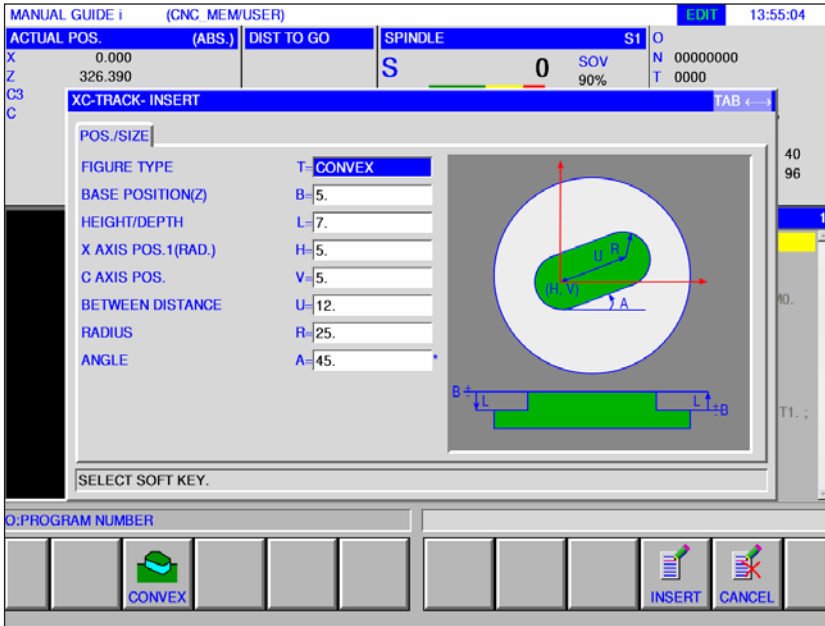 MANUAL GUIDE i (CNC_MEM/USER) EDIT 13:55:04
ACTUAL POS. (ABS.) DIST TO GO SPINDLE S1 O
X 0.000 N 00000000
Z 326.390 S 0 SOV 90% T 0000
C3
C
XC-TRACK- INSERT TAB ←→
POS./SIZE
FIGURE TYPE T=CONVEX
BASE POSITION(Z) B=5.
HEIGHT/DEPTH L=7.
X AXIS POS.1(RAD.) H=5.
C AXIS POS. V=5.
BETWEEN DISTANCE U=12.
RADIUS R=25.
ANGLE A=45. *
U R
(H, V)
A
B ±
L
L
±B
40
96
1
M0.
T1. ;
SELECT SOFT KEY.
O:PROGRAM NUMBER
CONVEX INSERT CANCEL